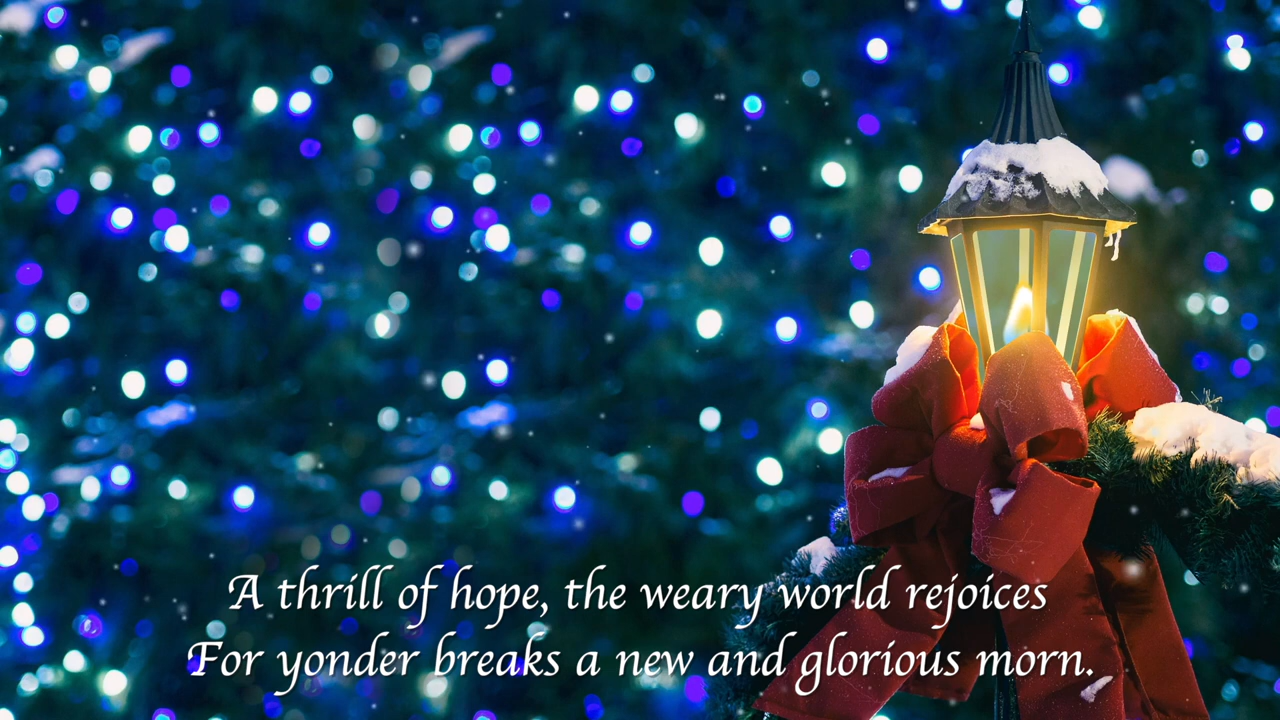 A thrill of hope, the weary world rejoices
For yonder breaks a new and glorious morn.